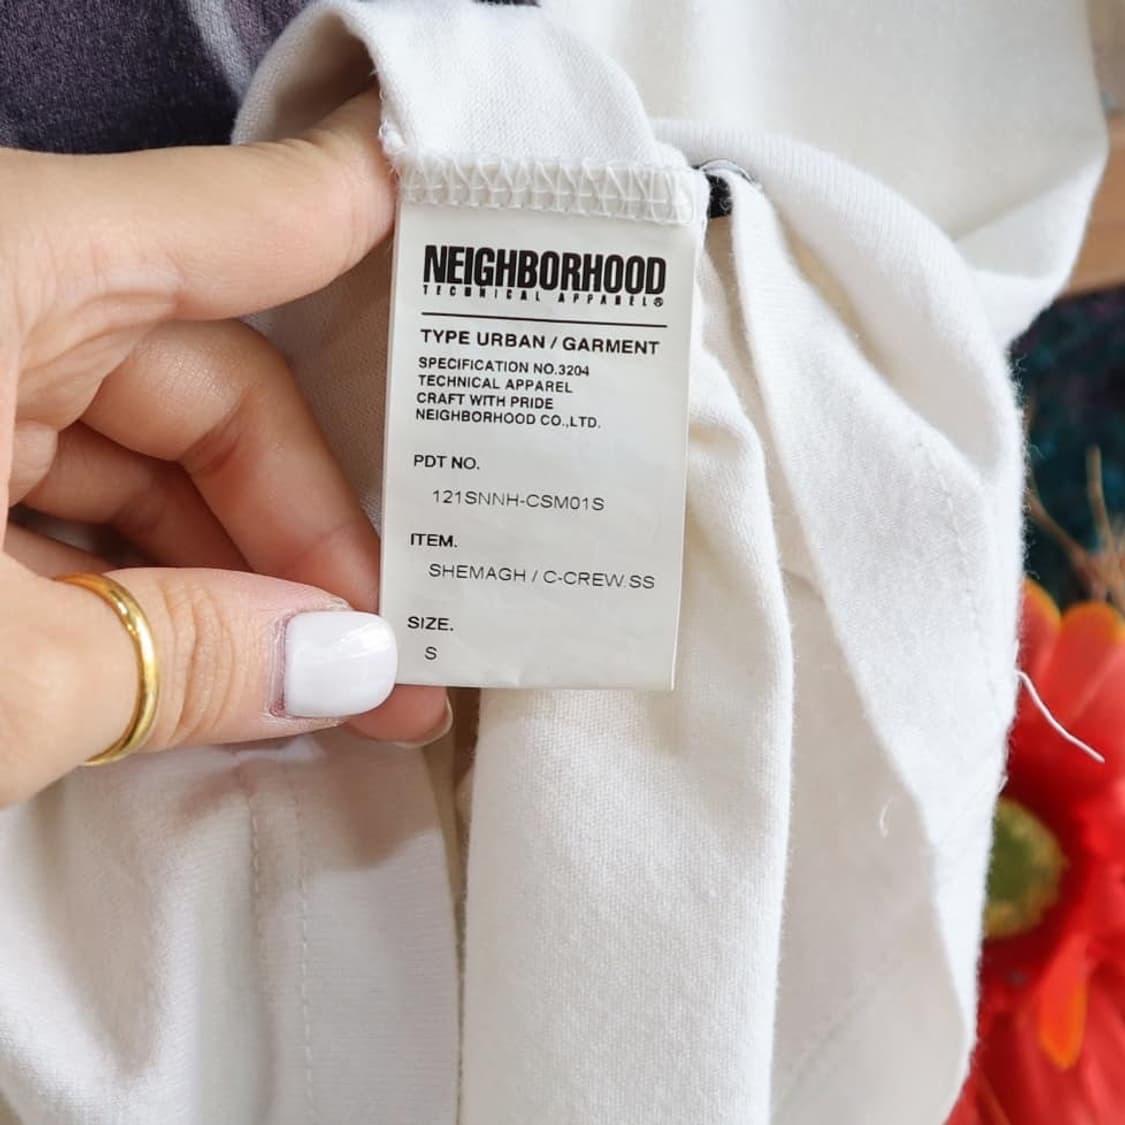 NEIGHBORHOOD
TECHNICAL APPAREL®
TYPE URBAN / GARMENT
SPECIFICATION NO.3204
TECHNICAL APPAREL
CRAFT WITH PRIDE
NEIGHBORHOOD CO.,LTD.
PDT NO.
121SNNH-CSM01S
ITEM.
SHEMAGH / C-CREW.SS
SIZE.
S